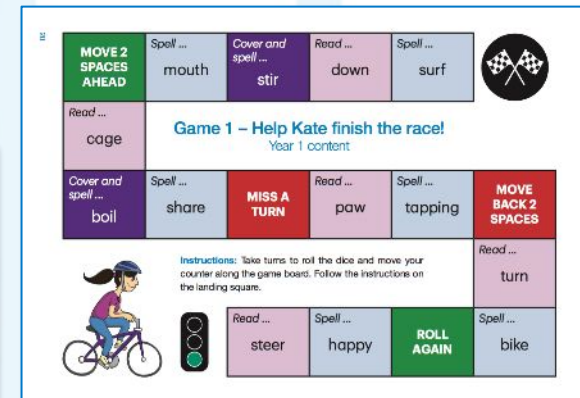 MOVE 2
SPACES
AHEAD
Spell ...
mouth
Cover and
spell ...
stir
Read ...
down
Spell ...
surf
Read ...
cage
Game 1 – Help Kate finish the race!
Year 1 content
Cover and
spell ...
boil
Spell ...
share
MISS A
TURN
Read ...
paw
Spell ...
tapping
MOVE
BACK 2
SPACES
Instructions: Take turns to roll the dice and move your
counter along the game board. Follow the instructions on
the landing square.
Read ...
turn
Read ...
steer
Spell ...
happy
ROLL
AGAIN
Spell ...
bike